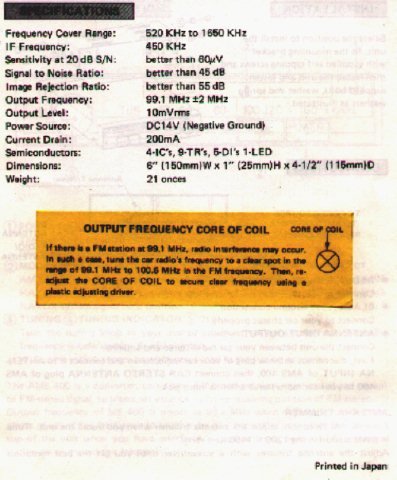 SPECIFICATIONS
Frequency Cover Range: 520 KHz to 1650 KHz
IF Frequency: 450 KHz
Sensitivity at 20 dB S/N: better than 60μV
Signal to Noise Ratio: better than 45 dB
Image Rejection Ratio: better than 55 dB
Output Frequency: 99.1 MHz ±2 MHz
Output Level: 10mVrms
Power Source: DC14V (Negative Ground)
Current Drain: 200mA
Semiconductors: 4-IC's, 9-TR's, 5-DI's 1-LED
Dimensions: 6" (150mm)W x 1" (25mm)H x 4-1/2" (115mm)D
Weight: 21 onces
OUTPUT FREQUENCY CORE OF COIL
CORE OF COIL
If there is a FM station at 99.1 MHz, radio interference may occur.
In such a case, tune the car radio's frequency to a clear spot in the
range of 99.1 MHz to 100.6 MHz in the FM frequency. Then, re-
adjust the CORE OF COIL to secure clear frequency using a
plastic adjusting driver.
Printed in Japan